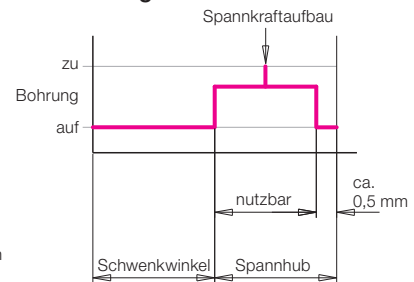 Spannkraftaufbau
zu
Bohrung
auf
ca.
nutzbar
0,5 mm
Schwenkwinkel
Spannhub